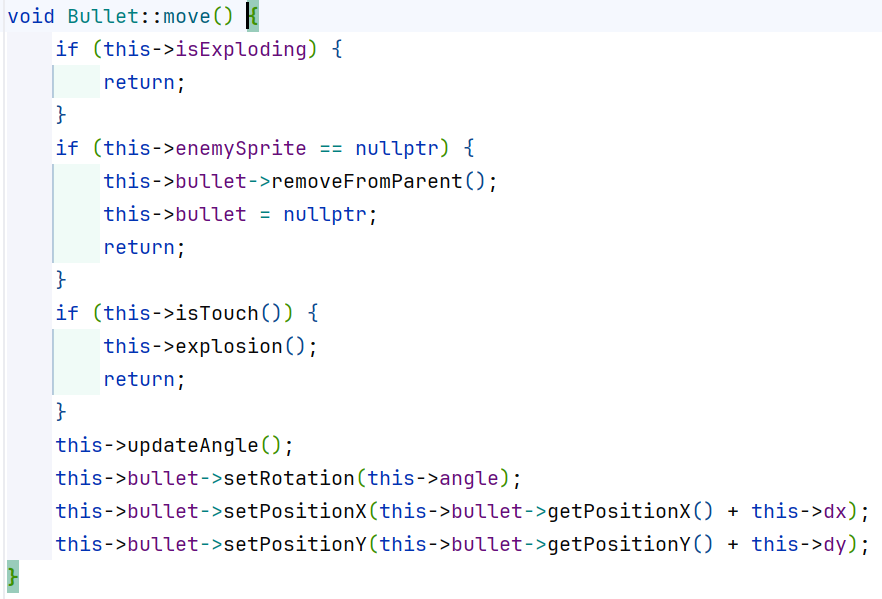 void Bullet::move() {
    if (this->isExploding) {
        return;
    }
    if (this->enemySprite == nullptr) {
        this->bullet->removeFromParent();
        this->bullet = nullptr;
        return;
    }
    if (this->isTouch()) {
        this->explosion();
        return;
    }
    this->updateAngle();
    this->bullet->setRotation(this->angle);
    this->bullet->setPositionX(this->bullet->getPositionX() + this->dx);
    this->bullet->setPositionY(this->bullet->getPositionY() + this->dy);
}